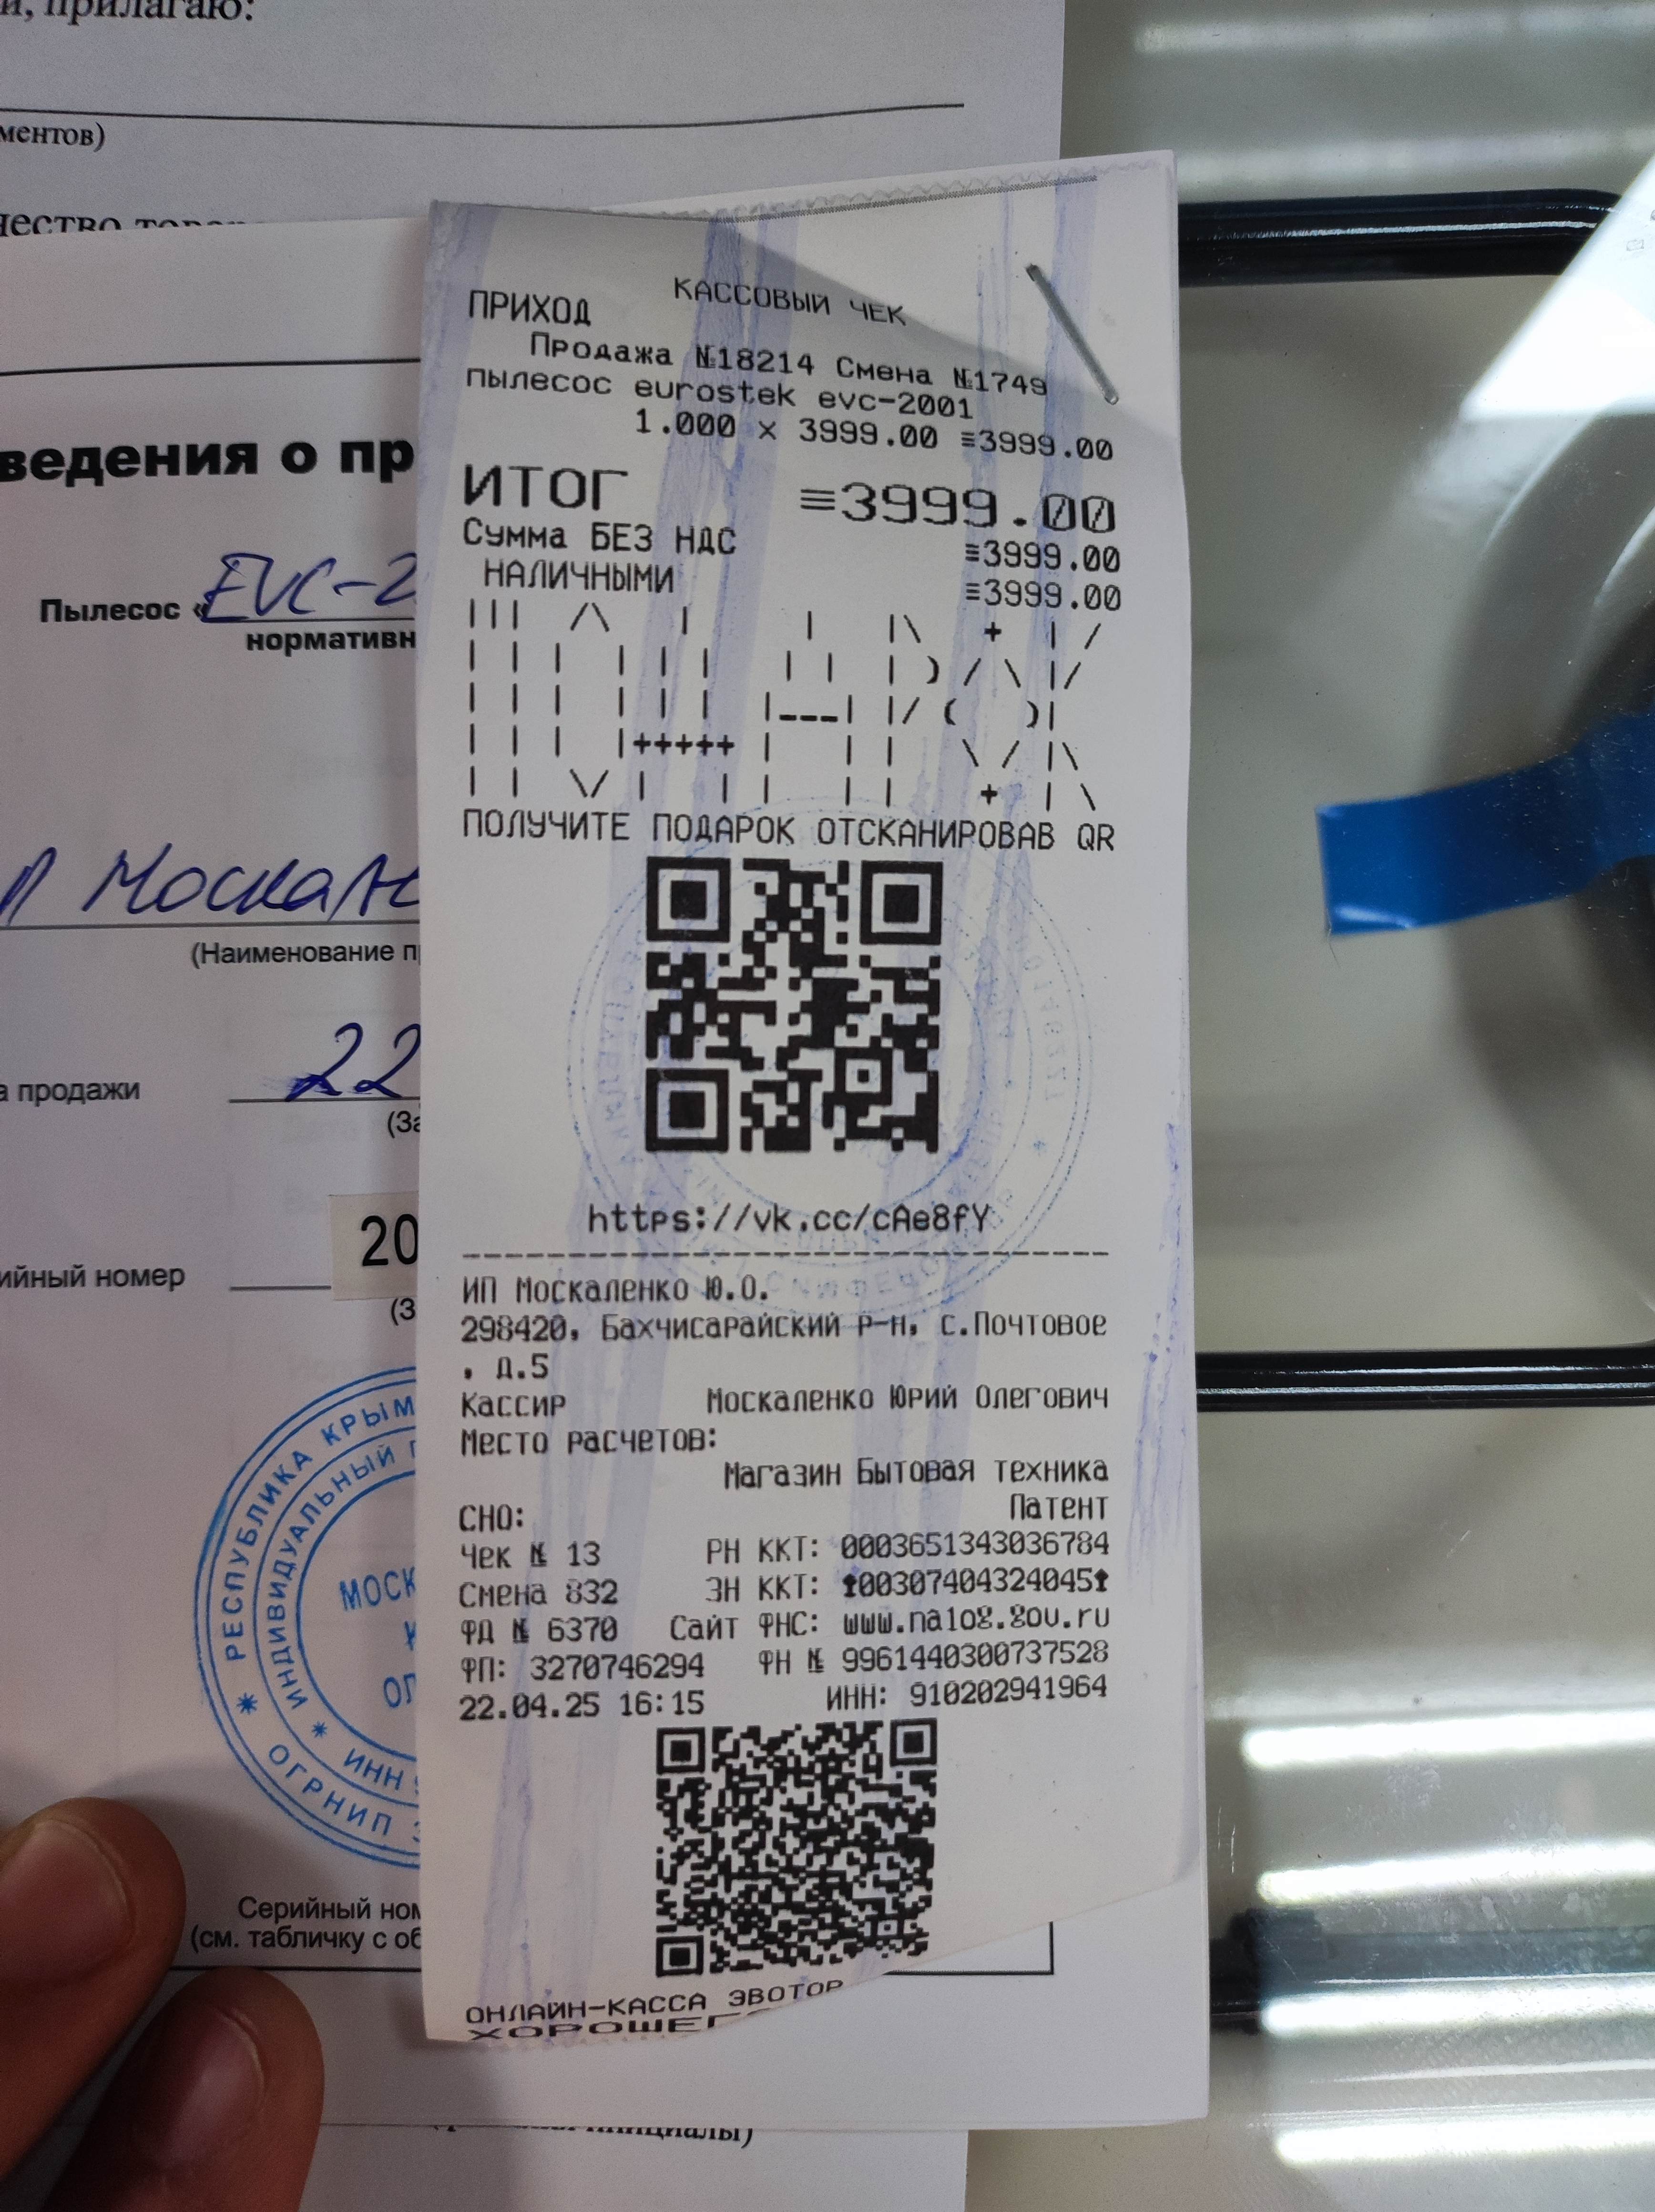 прилагаю:
ментов)
КАССОВЫЙ ЧЕК
ПРИХОД
Продажа №18214 Смена №1749
пылесос eurostek evc-2001
1.000 x 3999.00 ≡3999.00
ИТОГ ≡3999.00
Сумма БЕЗ НДС ≡3999.00
НАЛИЧНЫМИ ≡3999.00
ПОЛУЧИТЕ ПОДАРОК ОТСКАНИРОВАВ QR
https://vk.cc/cAe8fY
ИП Москаленко Ю.О.
298420, Бахчисарайский р-н, с.Почтовое
, д.5
Кассир Москаленко Юрий Олегович
Место расчетов:
Магазин Бытовая техника
СНО: Патент
Чек № 13 РН ККТ: 0003651343036784
Смена 832 ЗН ККТ: 00307404324045
ФД № 6370 Сайт ФНС: www.nalog.gov.ru
ФП: 3270746294 ФН № 9961440300737528
22.04.25 16:15 ИНН: 910202941964
ОНЛАЙН-КАССА ЭВОТОР
ХОРОШЕГ
ведения о пр
Пылесос «EVC-2
нормативн
Москале
(Наименование п
а продажи 22
(За
ийный номер 20
(З
РЕСПУБЛИКА КРЫМ
ИНДИВИДУАЛЬНЫЙ П
МОСК
ОЛ
ИНН
ОГРНИП
Серийный ном
(см. табличку с об